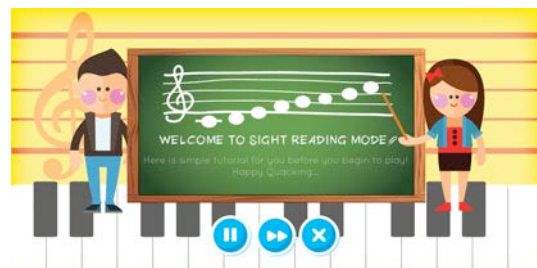 WELCOME TO SIGHT READING MODE
Here is simple tutorial for you before you begin to play!
Happy Quacking...